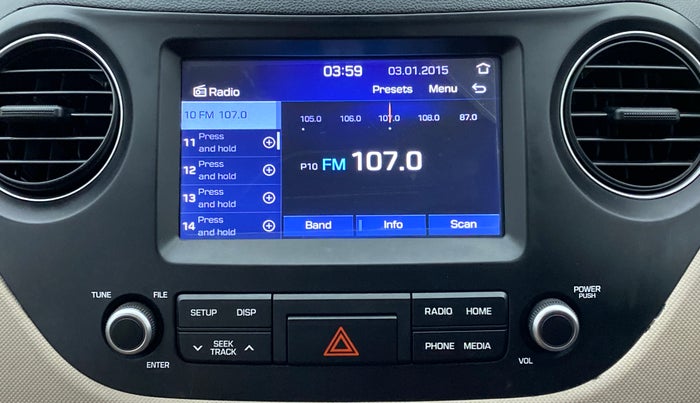 03:59 03.01.2015
Radio Presets Menu
10 FM 107.0
105.0 106.0 107.0 108.0 87.0
11 Press and hold
12 Press and hold
P10 FM 107.0
13 Press and hold
14 Press and hold
Band Info Scan
TUNE FILE
ENTER
SETUP DISP
SEEK
TRACK
RADIO HOME
PHONE MEDIA
POWER
PUSH
VOL